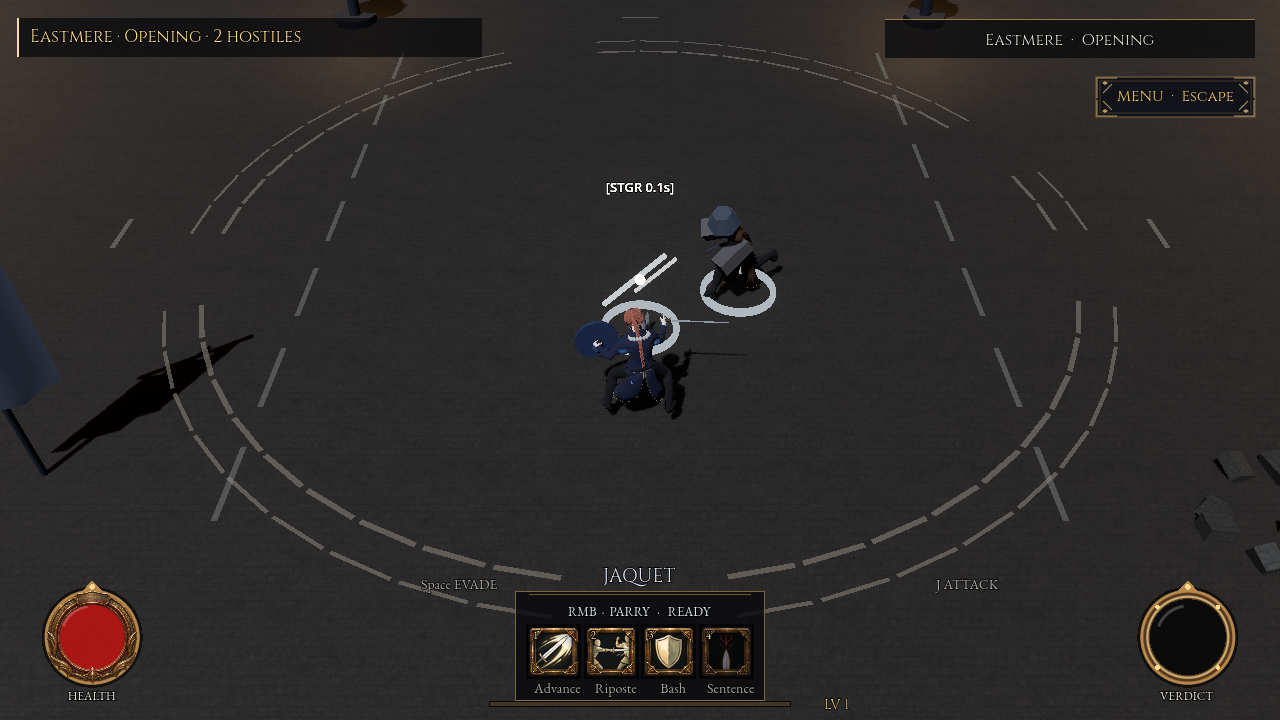 Eastmere · Opening · 2 hostiles
Eastmere · Opening
MENU · Escape
[STGR 0.1s]
Space EVADE
JAQUET
J ATTACK
RMB · PARRY · READY
1 2 4
Advance Riposte Bash Sentence
HEALTH
VERDICT
LV 1